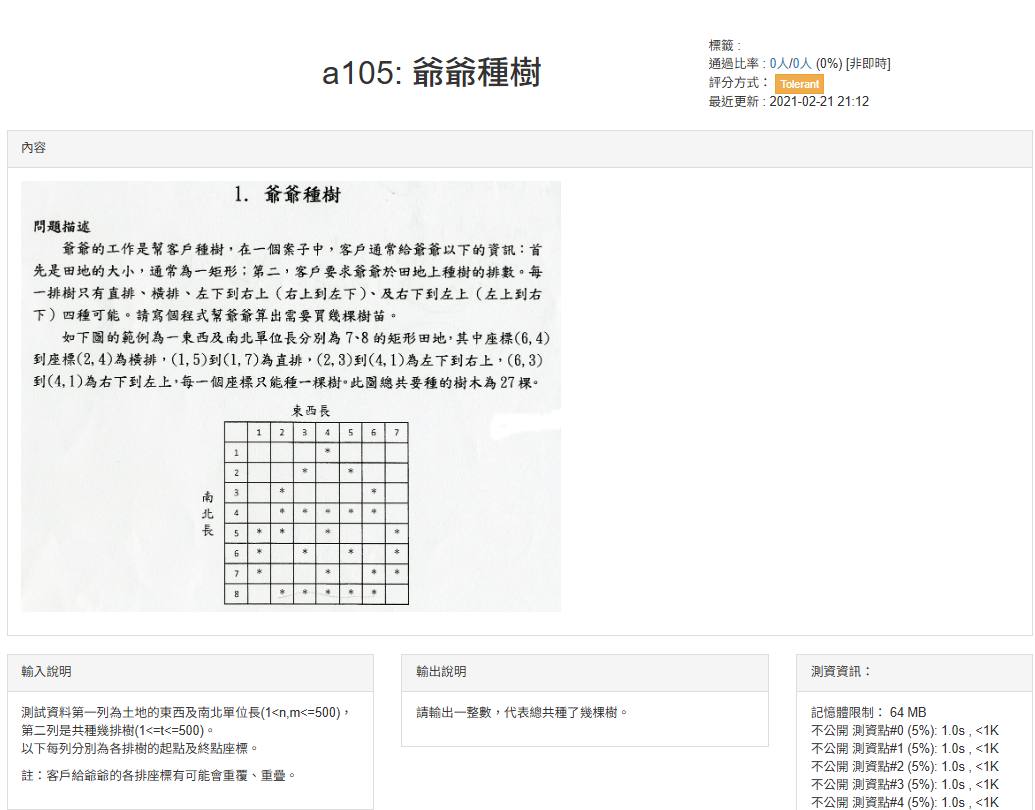 a105: 爺爺種樹
標籤 :
通過比率 : 0人/0人 (0%) [非即時]
評分方式： Tolerant
最近更新 : 2021-02-21 21:12
內容
1. 爺爺種樹
問題描述
爺爺的工作是幫客戶種樹，在一個案子中，客戶通常給爺爺以下的資訊：首
先是田地的大小，通常為一矩形；第二，客戶要求爺爺於田地上種樹的排數。每
一排樹只有直排、橫排、左下到右上（右上到左下）、及右下到左上（左上到右
下）四種可能。請寫個程式幫爺爺算出需要買幾棵樹苗。
如下圖的範例為一東西及南北單位長分別為 7、8 的矩形田地，其中座標(6,4)
到座標(2,4)為橫排，(1,5)到(1,7)為直排，(2,3)到(4,1)為左下到右上，(6,3)
到(4,1)為右下到左上，每一個座標只能種一棵樹。此圖總共要種的樹木為 27 棵。
東西長
南北長
1 2 3 4 5 6 7
1 *
2 * *
3 * *
4 * * * * *
5 * * * *
6 * * * *
7 * * * *
8 * * * * *
輸入說明
測試資料第一列為土地的東西及南北單位長(1<n,m<=500)，
第二列是共種幾排樹(1<=t<=500)。
以下每列分別為各排樹的起點及終點座標。
註：客戶給爺爺的各排座標有可能會重覆、重疊。
輸出說明
請輸出一整數，代表總共種了幾棵樹。
測資資訊：
記憶體限制： 64 MB
不公開 測資點#0 (5%): 1.0s , <1K
不公開 測資點#1 (5%): 1.0s , <1K
不公開 測資點#2 (5%): 1.0s , <1K
不公開 測資點#3 (5%): 1.0s , <1K
不公開 測資點#4 (5%): 1.0s , <1K